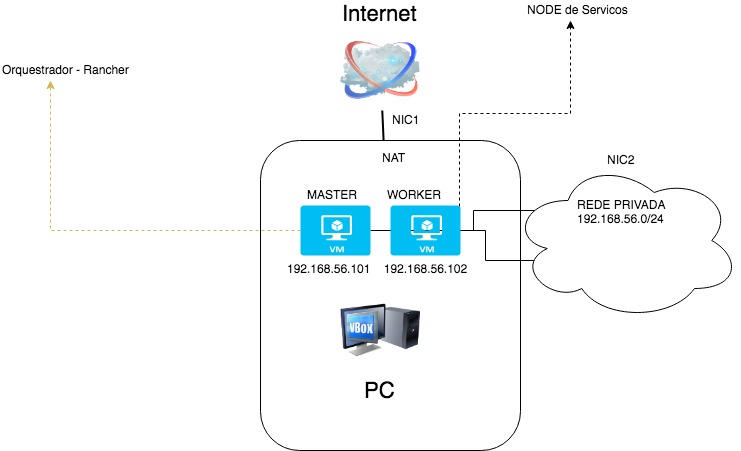 Internet
NODE de Servicos
Orquestrador - Rancher
NIC1
NAT
NIC2
MASTER
WORKER
REDE PRIVADA
192.168.56.0/24
VM
VM
192.168.56.101
192.168.56.102
VBox
PC